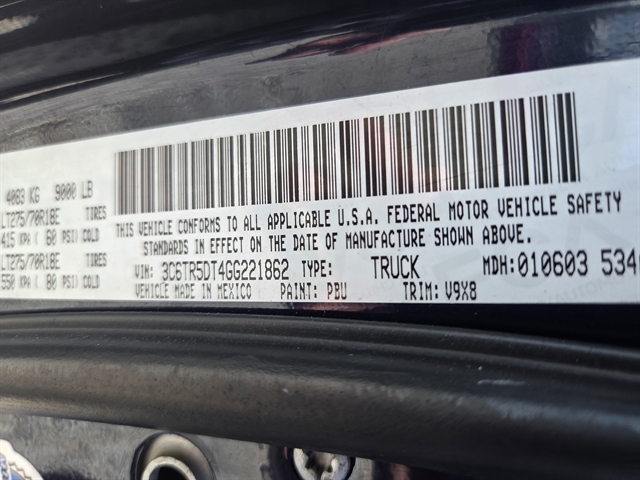 4083 KG 9000 LB
LT275/70R18E TIRES
415 KPA ( 60 PSI) COLD
LT275/70R18E TIRES
550 KPA ( 80 PSI) COLD
THIS VEHICLE CONFORMS TO ALL APPLICABLE U.S.A. FEDERAL MOTOR VEHICLE SAFETY
STANDARDS IN EFFECT ON THE DATE OF MANUFACTURE SHOWN ABOVE.
VIN: 3C6TR5DT4GG221862 TYPE: TRUCK MDH: 010603 534
VEHICLE MADE IN MEXICO PAINT: PBU TRIM: V9X8